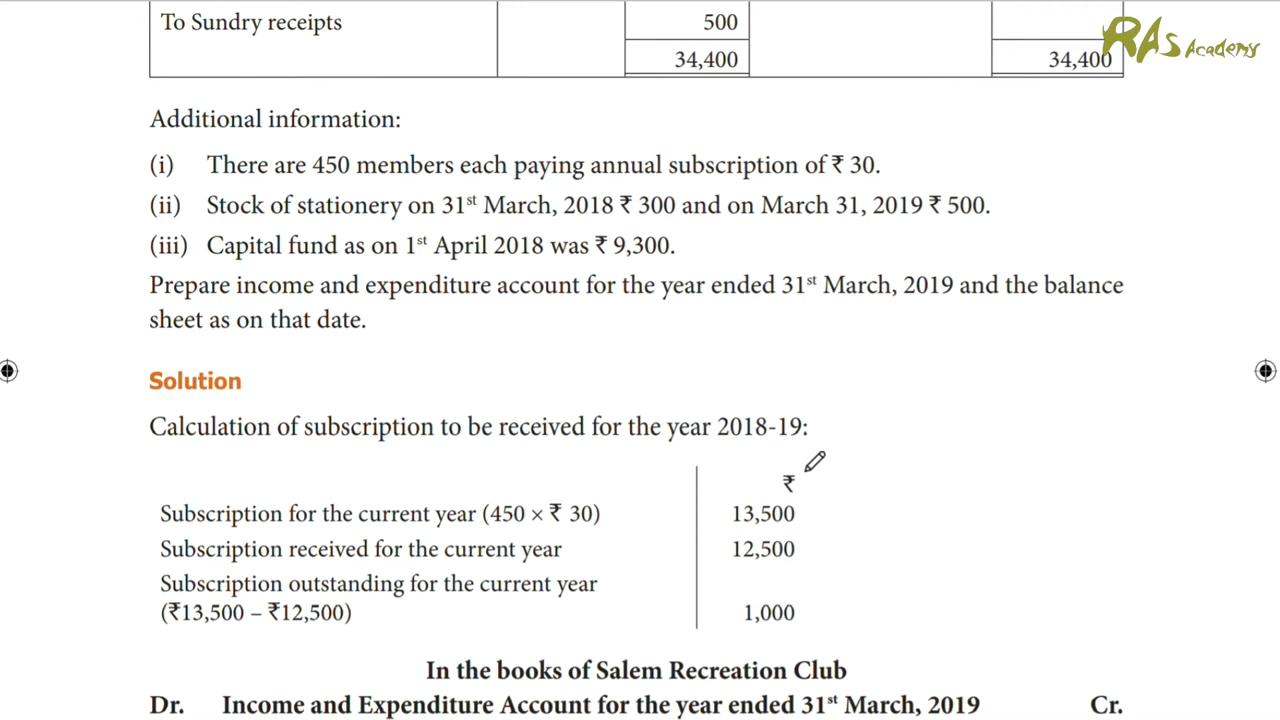 To Sundry receipts 500
34,400 34,400
RAS Academy
Additional information:
(i) There are 450 members each paying annual subscription of ₹ 30.
(ii) Stock of stationery on 31st March, 2018 ₹ 300 and on March 31, 2019 ₹ 500.
(iii) Capital fund as on 1st April 2018 was ₹ 9,300.
Prepare income and expenditure account for the year ended 31st March, 2019 and the balance
sheet as on that date.
Solution
Calculation of subscription to be received for the year 2018-19:
₹
Subscription for the current year (450 × ₹ 30) 13,500
Subscription received for the current year 12,500
Subscription outstanding for the current year
(₹13,500 – ₹12,500) 1,000
In the books of Salem Recreation Club
Dr. Income and Expenditure Account for the year ended 31st March, 2019 Cr.